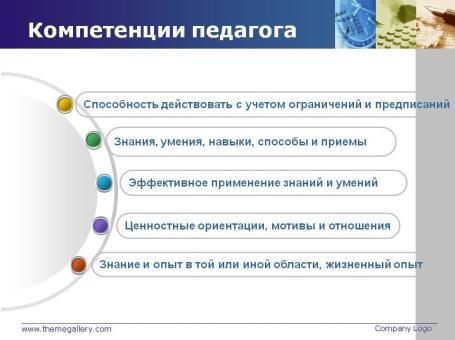 Компетенции педагога
Способность действовать с учетом ограничений и предписаний
Знания, умения, навыки, способы и приемы
Эффективное применение знаний и умений
Ценностные ориентации, мотивы и отношения
Знание и опыт в той или иной области, жизненный опыт
www.themegallery.com
Company Logo